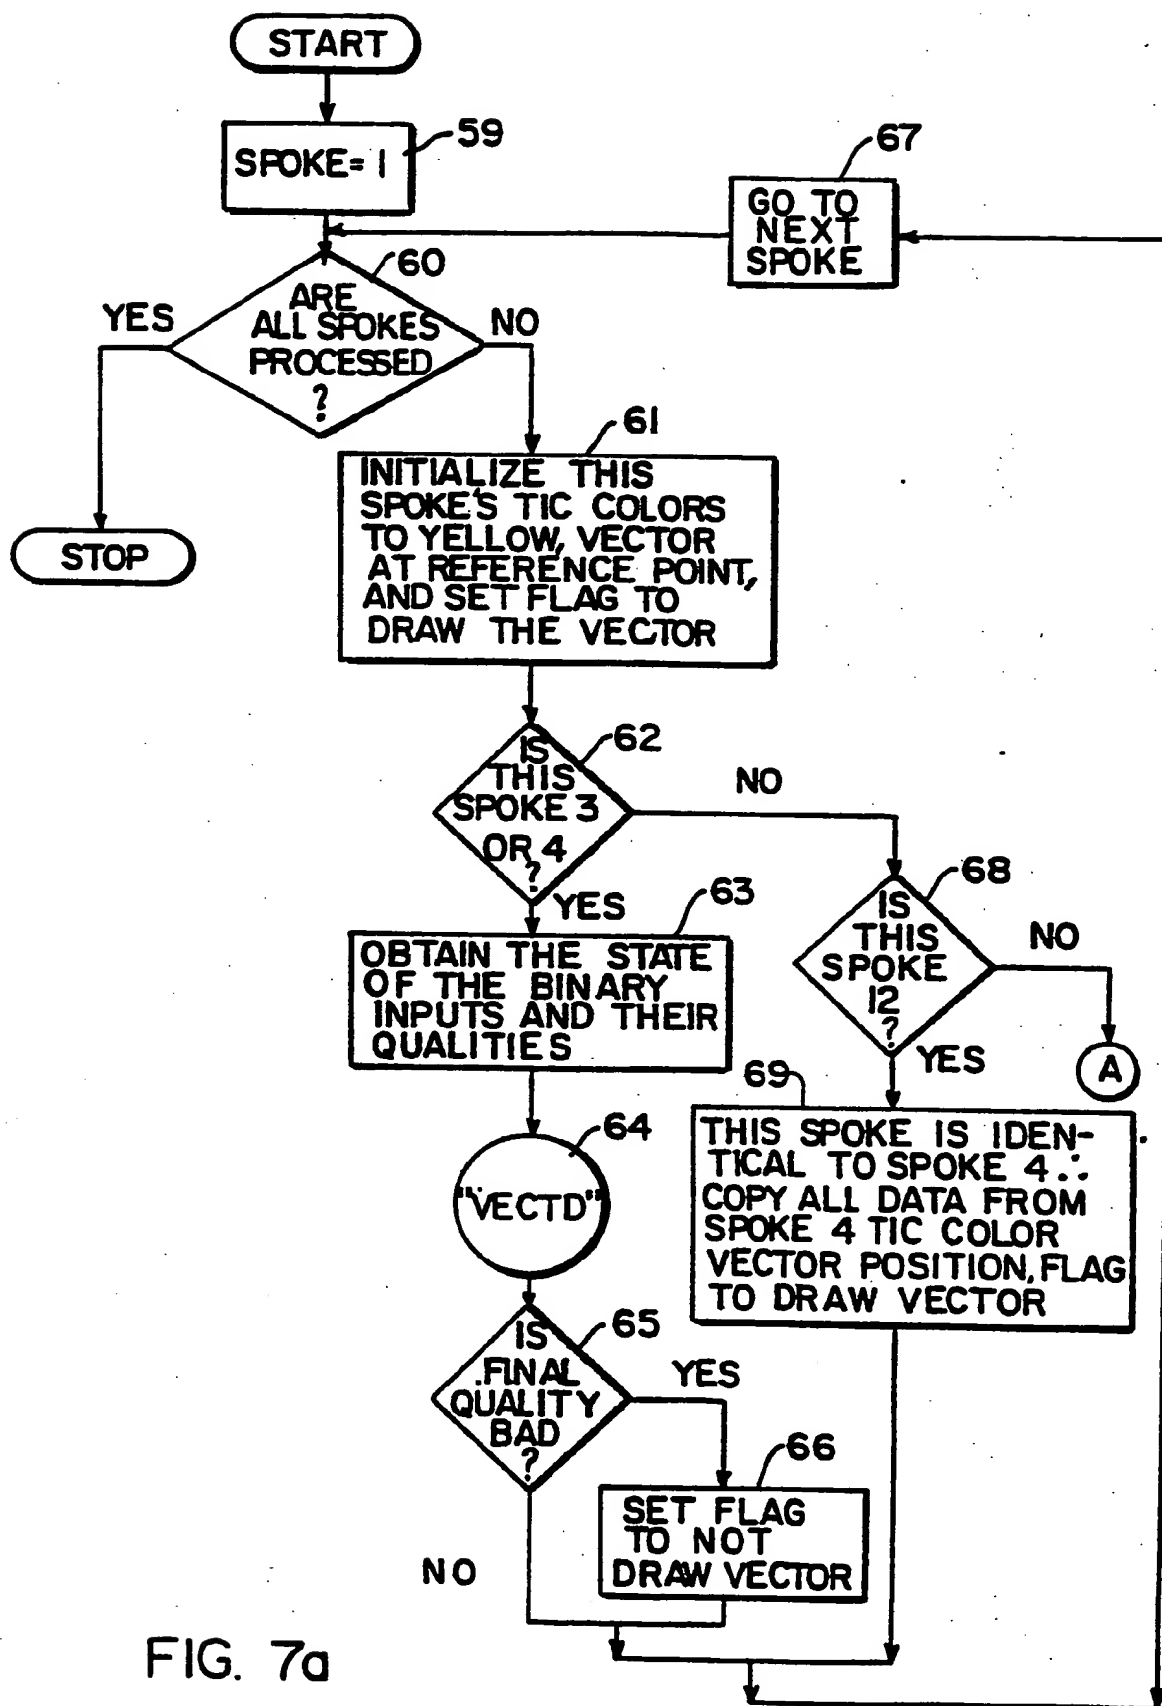 START
SPOKE= 1
59
67
GO TO
NEXT
SPOKE
60
ARE
ALL SPOKES
PROCESSED
?
YES
NO
STOP
61
INITIALIZE THIS
SPOKE'S TIC COLORS
TO YELLOW, VECTOR
AT REFERENCE POINT,
AND SET FLAG TO
DRAW THE VECTOR
62
IS
THIS
SPOKE 3
OR 4
?
NO
YES
63
OBTAIN THE STATE
OF THE BINARY
INPUTS AND THEIR
QUALITIES
68
IS
THIS
SPOKE
12
?
NO
YES
A
64
"VECTD"
69
THIS SPOKE IS IDEN-
TICAL TO SPOKE 4 ∴
COPY ALL DATA FROM
SPOKE 4 TIC COLOR
VECTOR POSITION, FLAG
TO DRAW VECTOR
65
IS
FINAL
QUALITY
BAD
?
YES
NO
66
SET FLAG
TO NOT
DRAW VECTOR
FIG. 7a